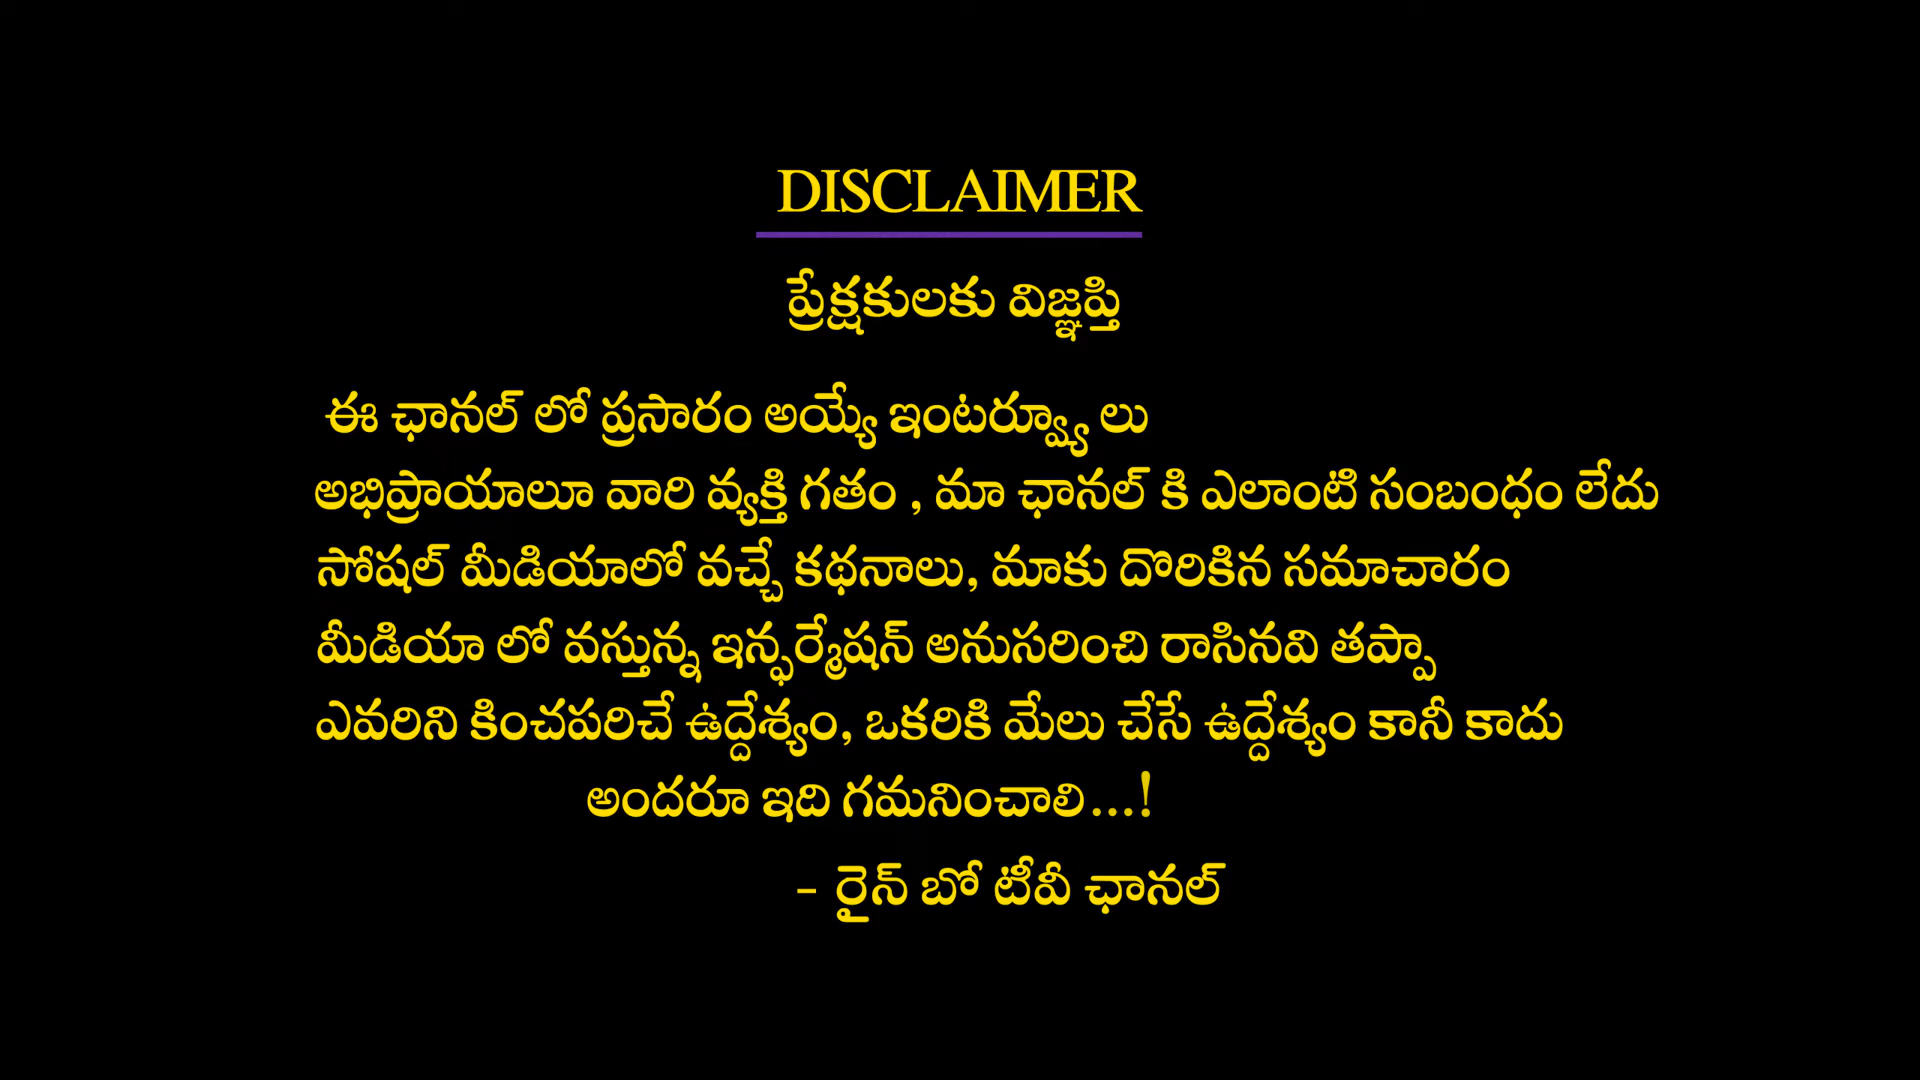 DISCLAIMER
ప్రేక్షకులకు విజ్ఞప్తి
ఈ ఛానల్ లో ప్రసారం అయ్యే ఇంటర్వ్యూ లు
అభిప్రాయాలూ వారి వ్యక్తి గతం , మా ఛానల్ కి ఎలాంటి సంబంధం లేదు
సోషల్ మీడియాలో వచ్చే కథనాలు, మాకు దొరికిన సమాచారం
మీడియా లో వస్తున్న ఇన్ఫర్మేషన్ అనుసరించి రాసినవి తప్పా
ఎవరిని కించపరిచే ఉద్దేశ్యం, ఒకరికి మేలు చేసే ఉద్దేశ్యం కానీ కాదు
అందరూ ఇది గమనించాలి...!
- రైన్ బో టీవీ ఛానల్